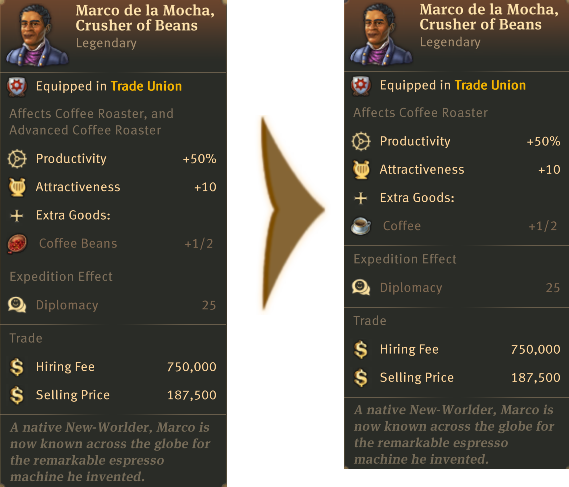 Marco de la Mocha,
Crusher of Beans
Legendary
Equipped in Trade Union
Affects Coffee Roaster, and
Advanced Coffee Roaster
Productivity +50%
Attractiveness +10
Extra Goods:
Coffee Beans +1/2
Expedition Effect
Diplomacy 25
Trade
Hiring Fee 750,000
Selling Price 187,500
A native New-Worlder, Marco is
now known across the globe for
the remarkable espresso
machine he invented.
Marco de la Mocha,
Crusher of Beans
Legendary
Equipped in Trade Union
Affects Coffee Roaster
Productivity +50%
Attractiveness +10
Extra Goods:
Coffee +1/2
Expedition Effect
Diplomacy 25
Trade
Hiring Fee 750,000
Selling Price 187,500
A native New-Worlder, Marco is
now known across the globe for
the remarkable espresso
machine he invented.